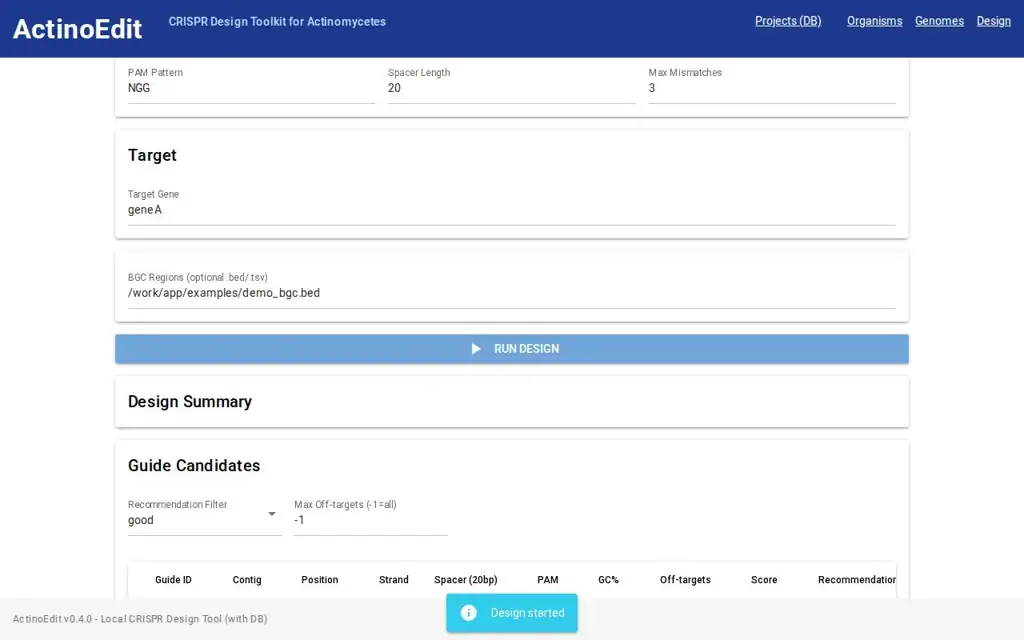 ActinoEdit CRISPR Design Toolkit for Actinomycetes Projects (DB) Organisms Genomes Design
PAM Pattern Spacer Length Max Mismatches
NGG 20 3
Target
Target Gene
geneA
BGC Regions (optional .bed/.tsv)
/work/app/examples/demo_bgc.bed
RUN DESIGN
Design Summary
Guide Candidates
Recommendation Filter Max Off-targets (-1=all)
good -1
Guide ID Contig Position Strand Spacer (20bp) PAM GC% Off-targets Score Recommendation
Design started
ActinoEdit v0.4.0 - Local CRISPR Design Tool (with DB)